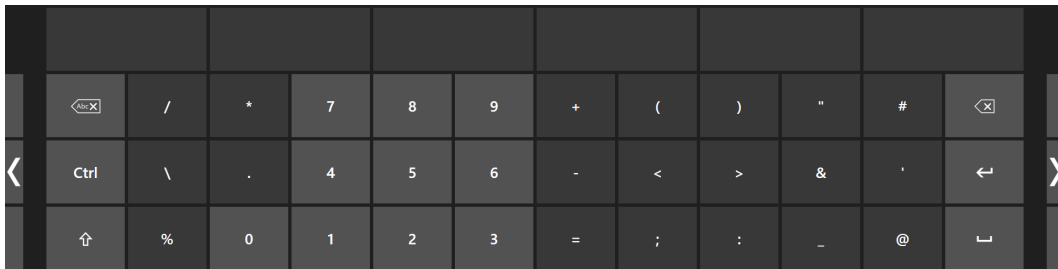 Abc / * 7 8 9 + ( ) " #
Ctrl \ . 4 5 6 - < > & '
% 0 1 2 3 = ; : _ @